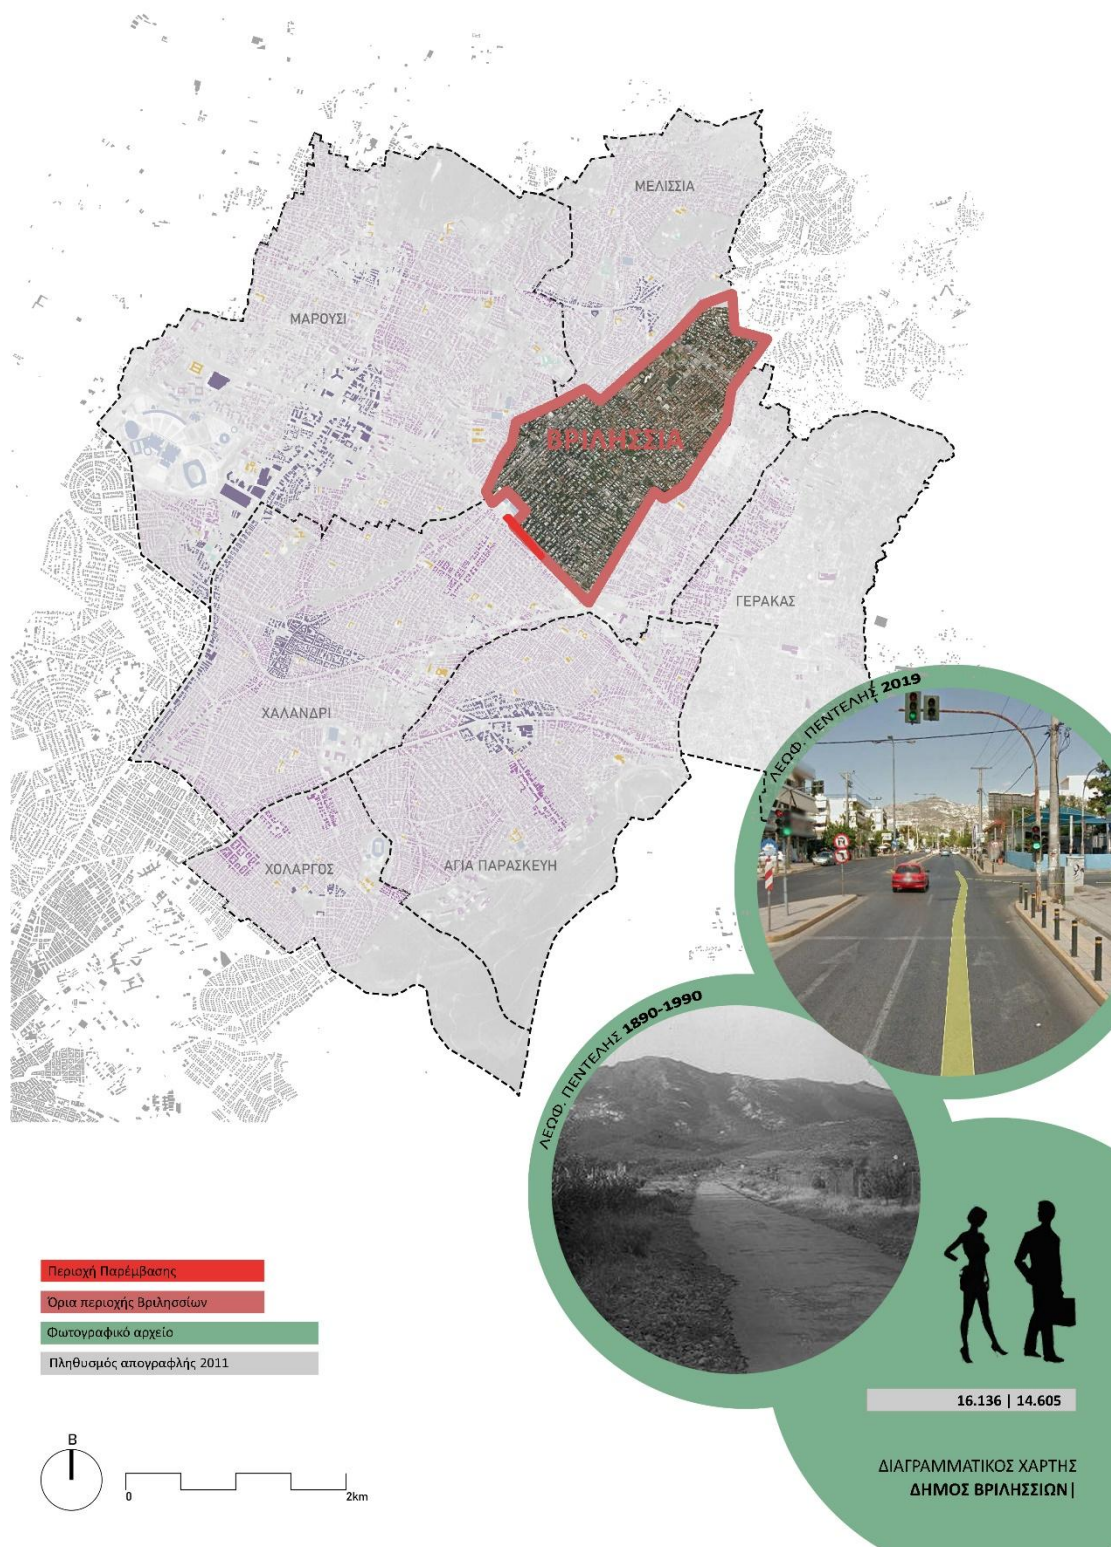 ΜΕΛΙΣΣΙΑ
ΜΑΡΟΥΣΙ
ΒΡΙΛΗΣΣΙΑ
ΓΕΡΑΚΑΣ
ΧΑΛΑΝΔΡΙ
ΧΟΛΑΡΓΟΣ
ΑΓΙΑ ΠΑΡΑΣΚΕΥΗ
ΛΕΩΦ. ΠΕΝΤΕΛΗΣ 2019
ΛΕΩΦ. ΠΕΝΤΕΛΗΣ 1890-1990
Περιοχή Παρέμβασης
Όρια περιοχής Βριλησσίων
Φωτογραφικό αρχείο
Πληθυσμός απογραφλής 2011
16.136 | 14.605
Β
0 2km
ΔΙΑΓΡΑΜΜΑΤΙΚΟΣ ΧΑΡΤΗΣ
ΔΗΜΟΣ ΒΡΙΛΗΣΣΙΩΝ|